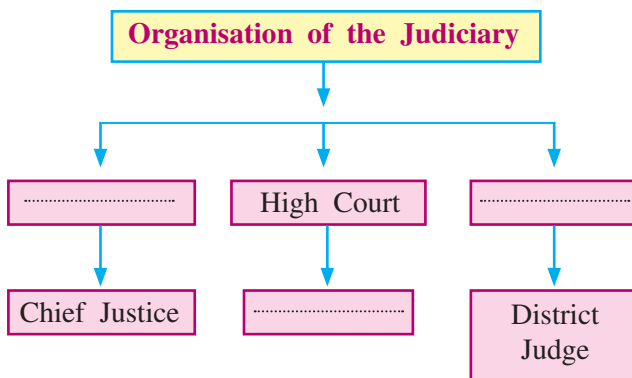 Organisation of the Judiciary
High Court
Chief Justice
District
Judge